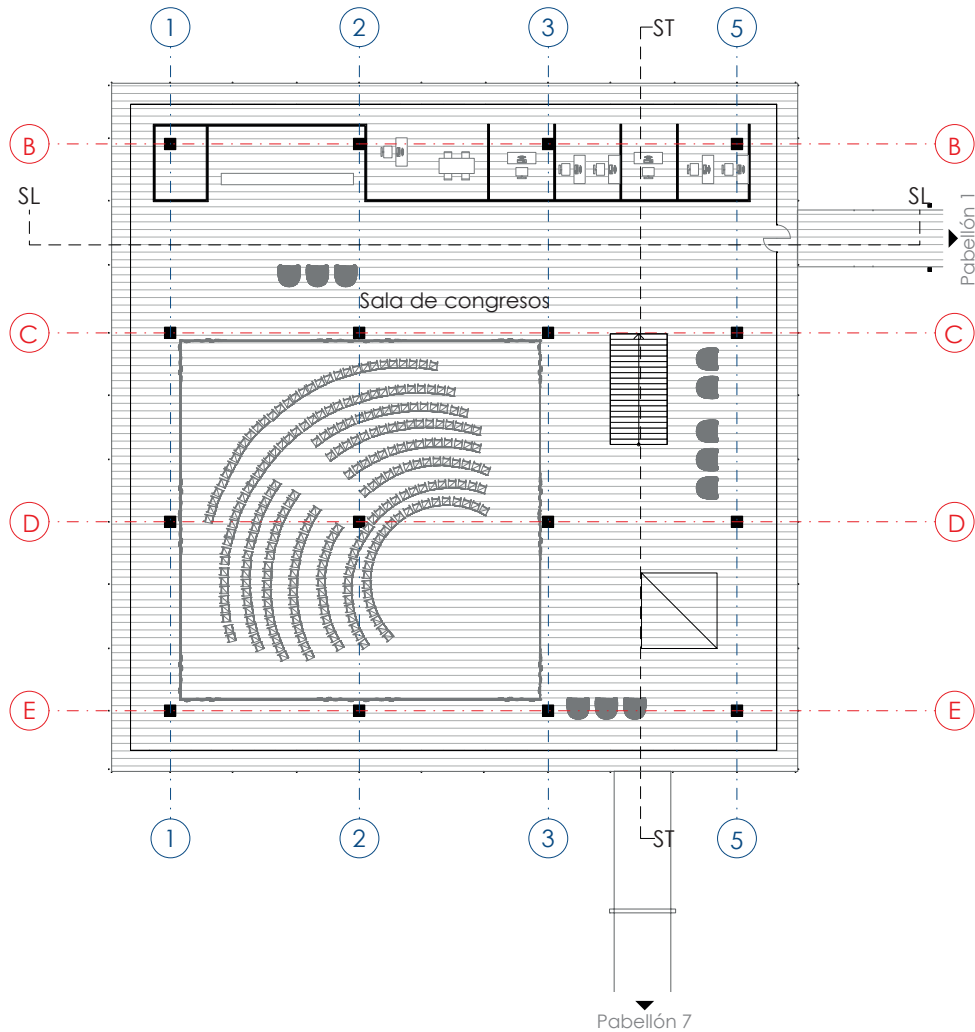 1 2 3 ST 5
B B
SL SL
Pabellón 1
Sala de congresos
C C
D D
E E
1 2 3 ST 5
Pabellón 7